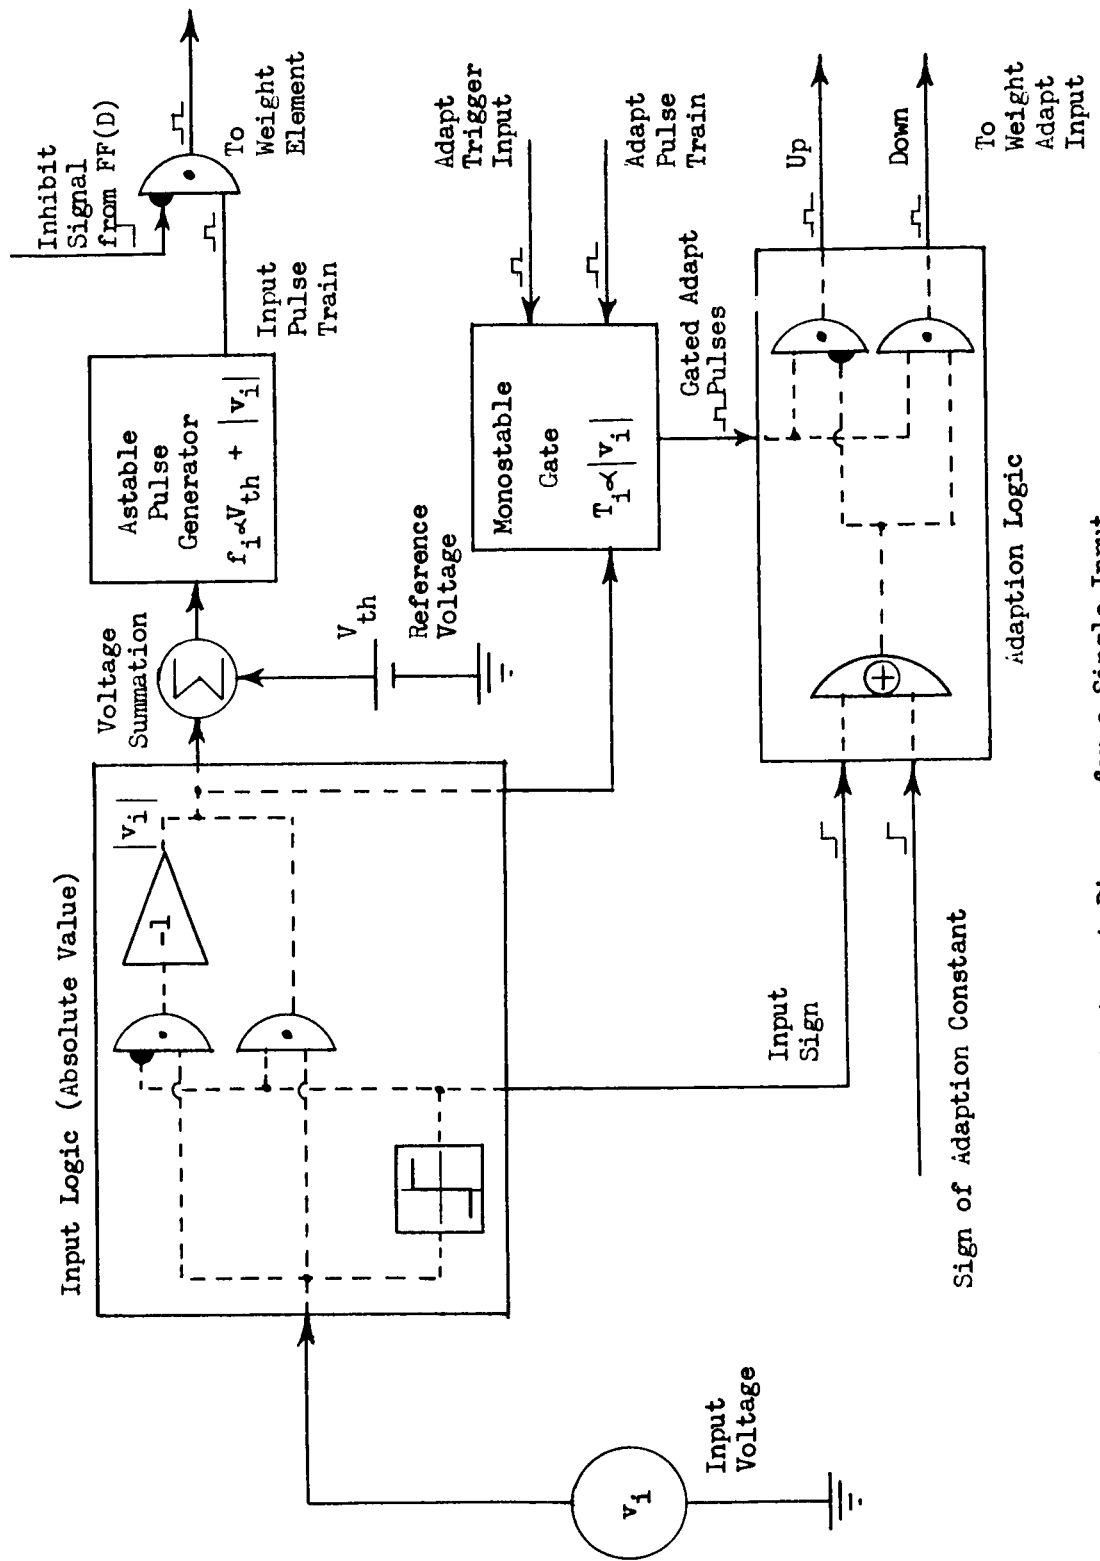 Input Logic (Absolute Value)
-1
|v_i|
Voltage
Summation
Σ
V_th
Reference
Voltage
Astable
Pulse
Generator
f_i∝V_th + |v_i|
Input
Pulse
Train
Inhibit
Signal
from FF(D)
To
Weight
Element
v_i
Input
Voltage
Monostable
Gate
T_i∝|v_i|
Adapt
Trigger
Input
Adapt
Pulse
Train
Gated Adapt
Pulses
Input
Sign
Sign of Adaption Constant
+
Adaption Logic
Up
Down
To
Weight
Adapt
Input
for a Single Input